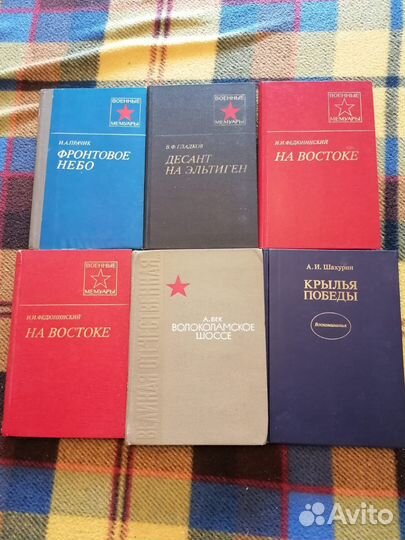 ВОЕННЫЕ
МЕМУАРЫ
И.А.ПРАЧИК
ФРОНТОВОЕ
НЕБО
ВОЕННЫЕ
МЕМУАРЫ
В.Ф.ГЛАДКОВ
ДЕСАНТ
НА ЭЛЬТИГЕН
ВОЕННЫЕ
МЕМУАРЫ
И.И.ФЕДЮНИНСКИЙ
НА ВОСТОКЕ
ВОЕННЫЕ
МЕМУАРЫ
И.И.ФЕДЮНИНСКИЙ
НА ВОСТОКЕ
ВЕЛИКАЯ ОТЕЧЕСТВЕННАЯ
А. БЕК
ВОЛОКОЛАМСКОЕ
ШОССЕ
А. И. Шахурин
КРЫЛЬЯ
ПОБЕДЫ
Воспоминания
Avito